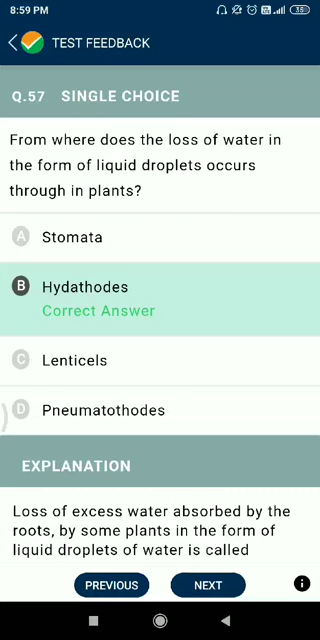 8:59 PM
38
TEST FEEDBACK
Q.57 SINGLE CHOICE
From where does the loss of water in
the form of liquid droplets occurs
through in plants?
A Stomata
B Hydathodes
Correct Answer
C Lenticels
D Pneumatothodes
EXPLANATION
Loss of excess water absorbed by the
roots, by some plants in the form of
liquid droplets of water is called
PREVIOUS NEXT